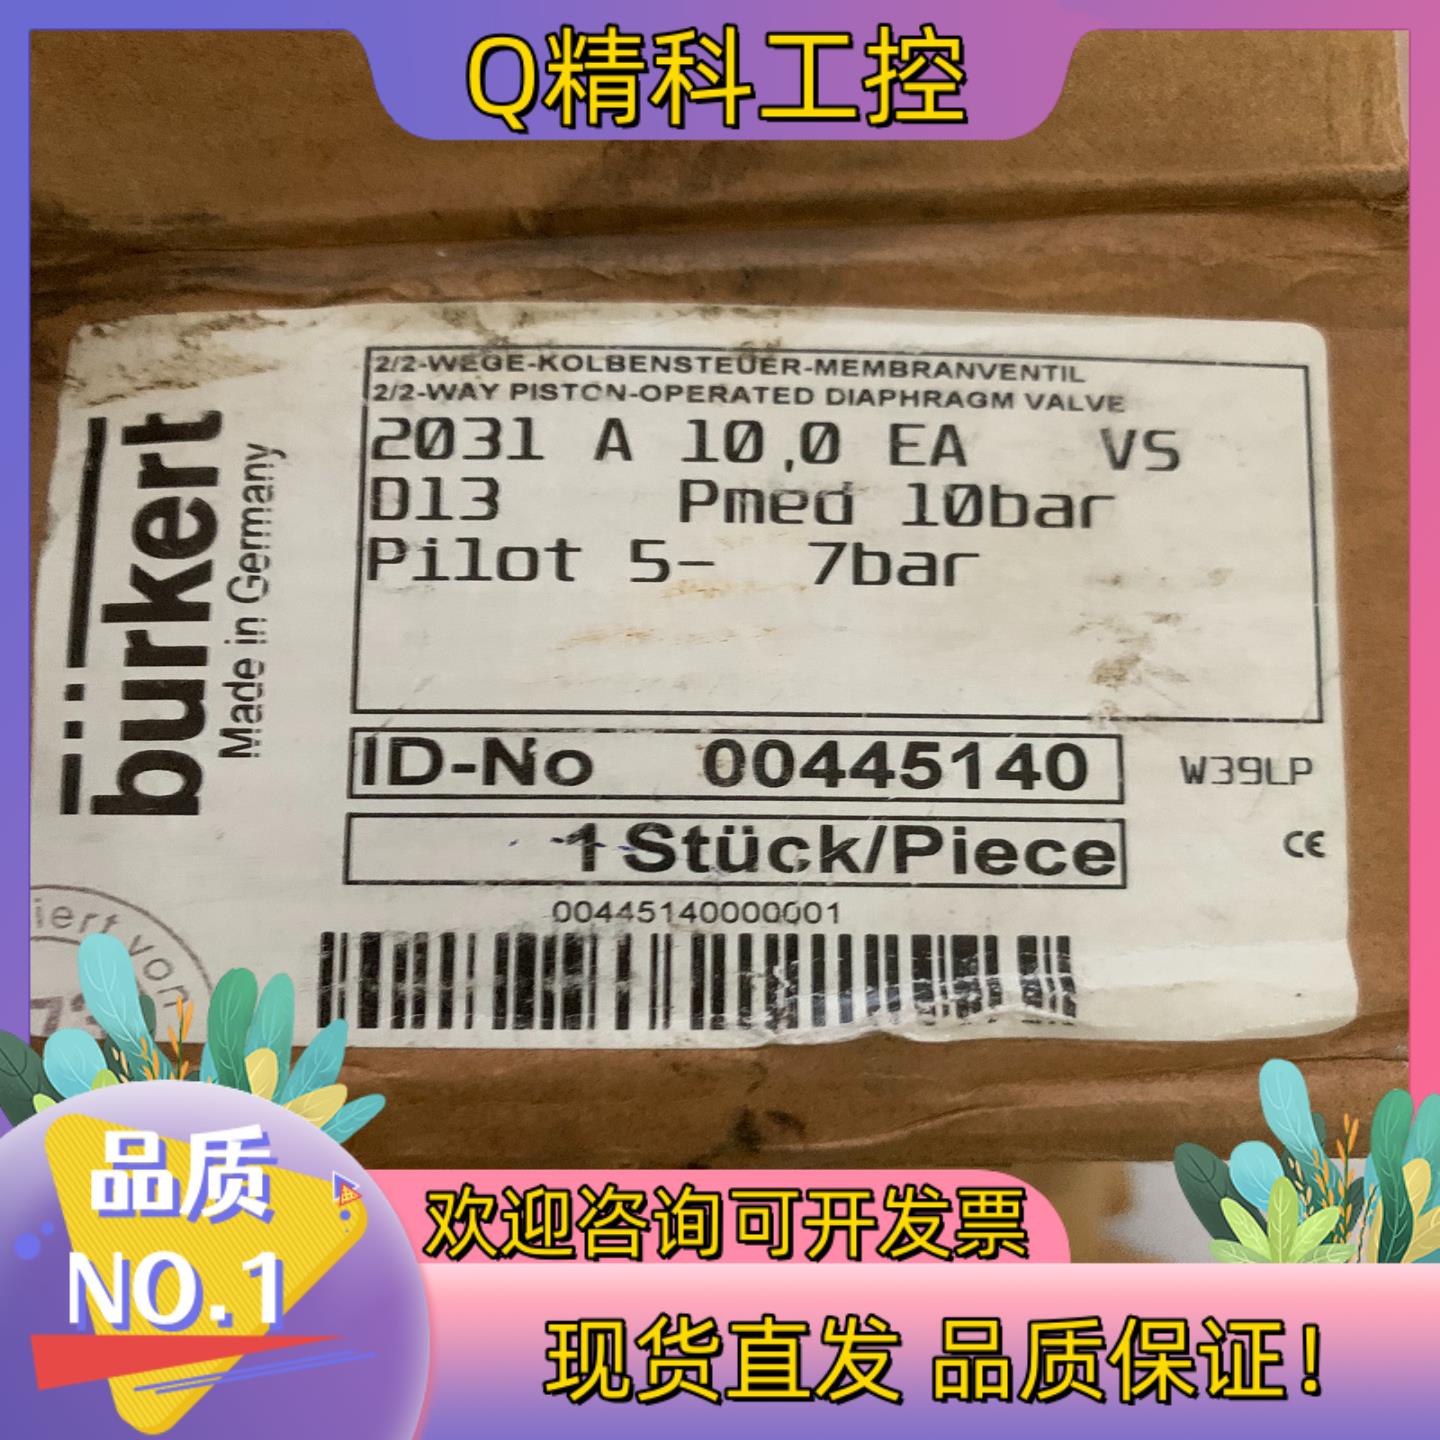 Q精科工控
2/2-WEGE-KOLBENSTEUER-MEMBRANVENTIL
2/2-WAY PISTON-OPERATED DIAPHRAGM VALVE
2031 A 10,0 EA VS
D13 Pmed 10bar
Pilot 5- 7bar
bürkert
Made in Germany
ID-No 00445140
W39LP
1 Stück/Piece
CE
00445140000001
iert von
品质
NO.1
欢迎咨询可开发票
现货直发 品质保证!